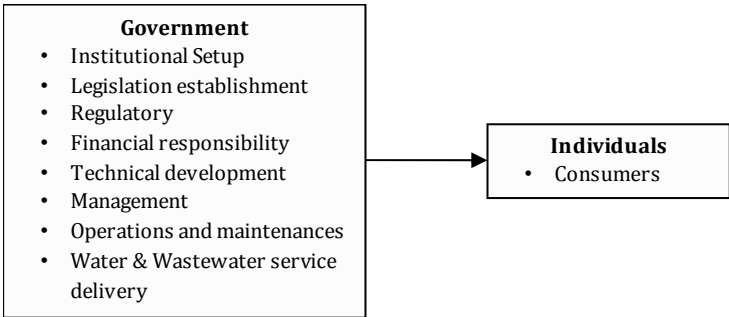 Government
• Institutional Setup
• Legislation establishment
• Regulatory
• Financial responsibility
• Technical development
• Management
• Operations and maintenances
• Water & Wastewater service
delivery
Individuals
• Consumers